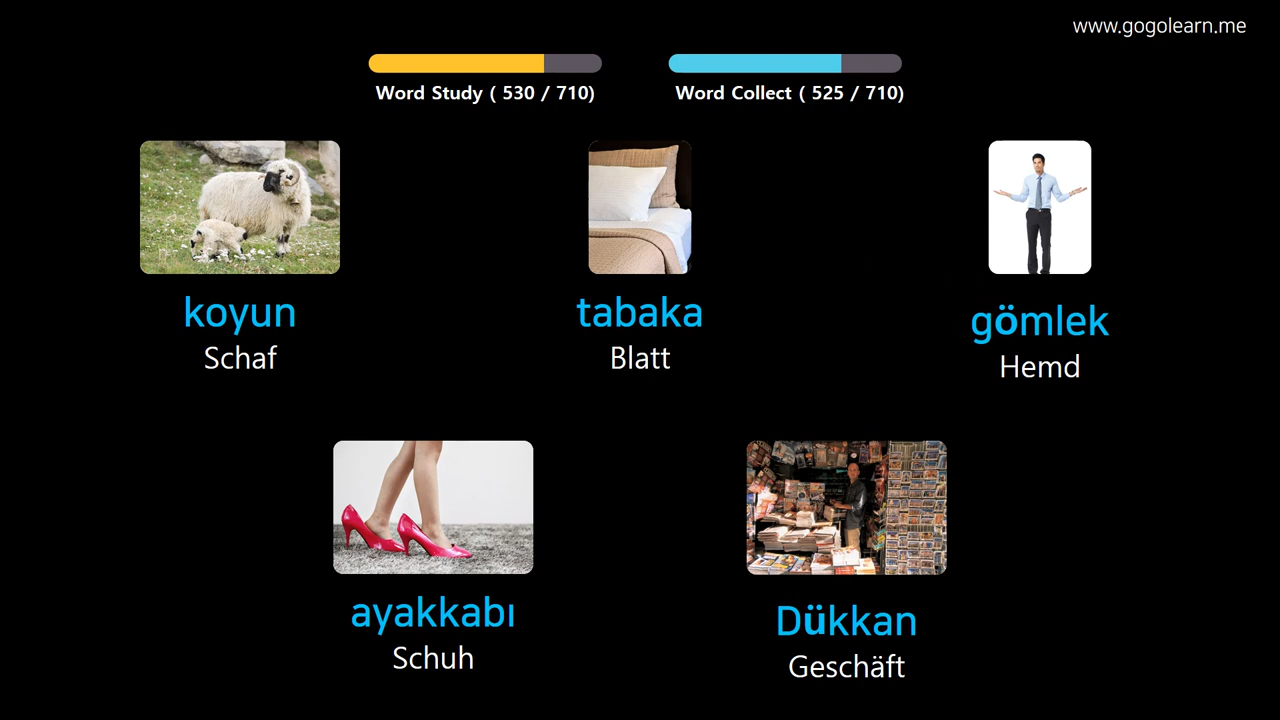 www.gogolearn.me
Word Study ( 530 / 710)
Word Collect ( 525 / 710)
koyun
Schaf
tabaka
Blatt
gömlek
Hemd
ayakkabı
Schuh
Dükkan
Geschäft